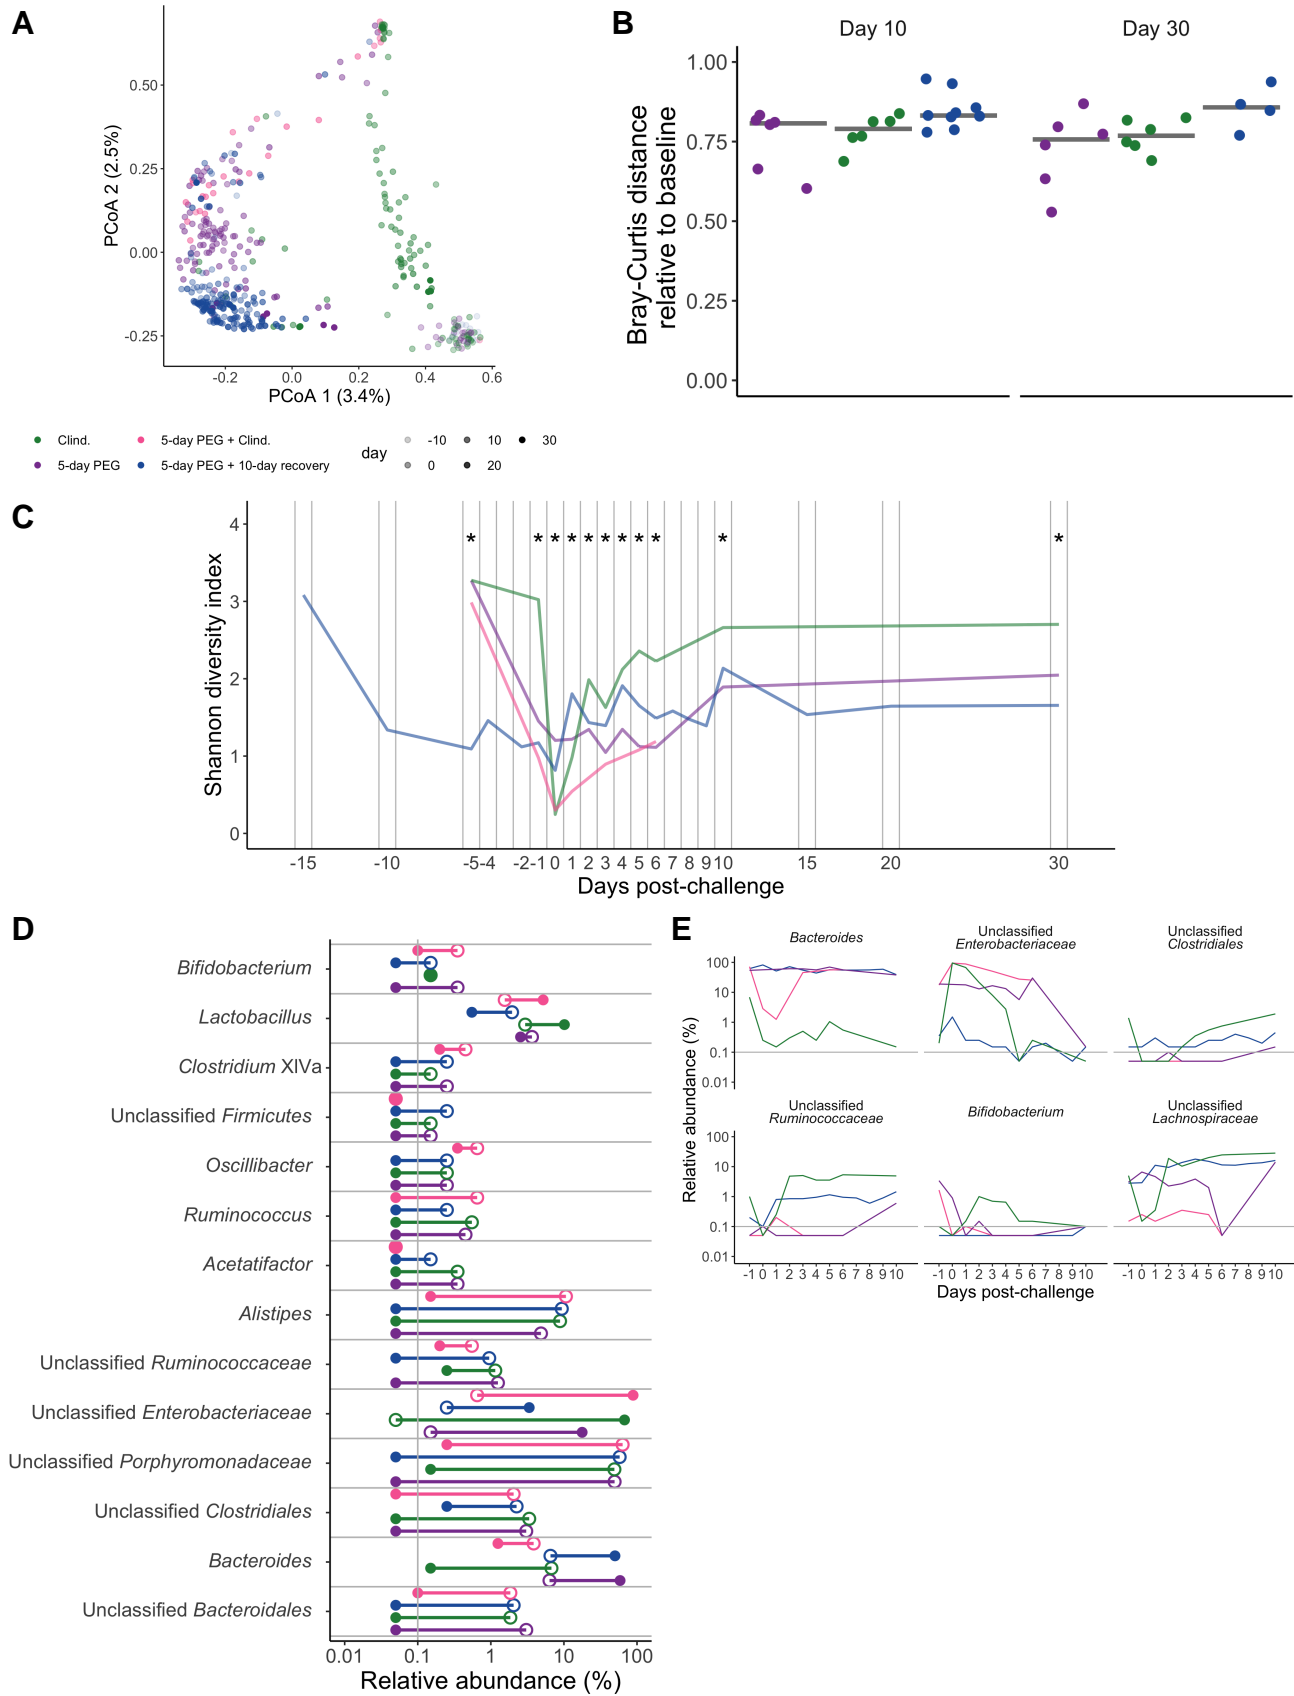 A
PCoA 2 (2.5%)
0.50
0.25
0.00
-0.25
-0.2 0.0 0.2 0.4 0.6
PCoA 1 (3.4%)
Clind.
5-day PEG + Clind.
5-day PEG
5-day PEG + 10-day recovery
day
-10 10 30
0 20
B
Day 10 Day 30
Bray-Curtis distance
relative to baseline
1.00
0.75
0.50
0.25
0.00
C
Shannon diversity index
4
3
2
1
0
* * * * * * * * * * *
-15 -10 -5 -4 -2 -1 0 1 2 3 4 5 6 7 8 9 10 15 20 30
Days post-challenge
D
Bifidobacterium
Lactobacillus
Clostridium XIVa
Unclassified Firmicutes
Oscillibacter
Ruminococcus
Acetatifactor
Alistipes
Unclassified Ruminococcaceae
Unclassified Enterobacteriaceae
Unclassified Porphyromonadaceae
Unclassified Clostridiales
Bacteroides
Unclassified Bacteroidales
0.01 0.1 1 10 100
Relative abundance (%)
E
Relative abundance (%)
Bacteroides
Unclassified
Enterobacteriaceae
Unclassified
Clostridiales
100
10
1
0.1
0.01
Unclassified
Ruminococcaceae
Bifidobacterium
Unclassified
Lachnospiraceae
100
10
1
0.1
0.01
-1 0 1 2 3 4 5 6 7 8 9 10
-1 0 1 2 3 4 5 6 7 8 9 10
-1 0 1 2 3 4 5 6 7 8 9 10
Days post-challenge